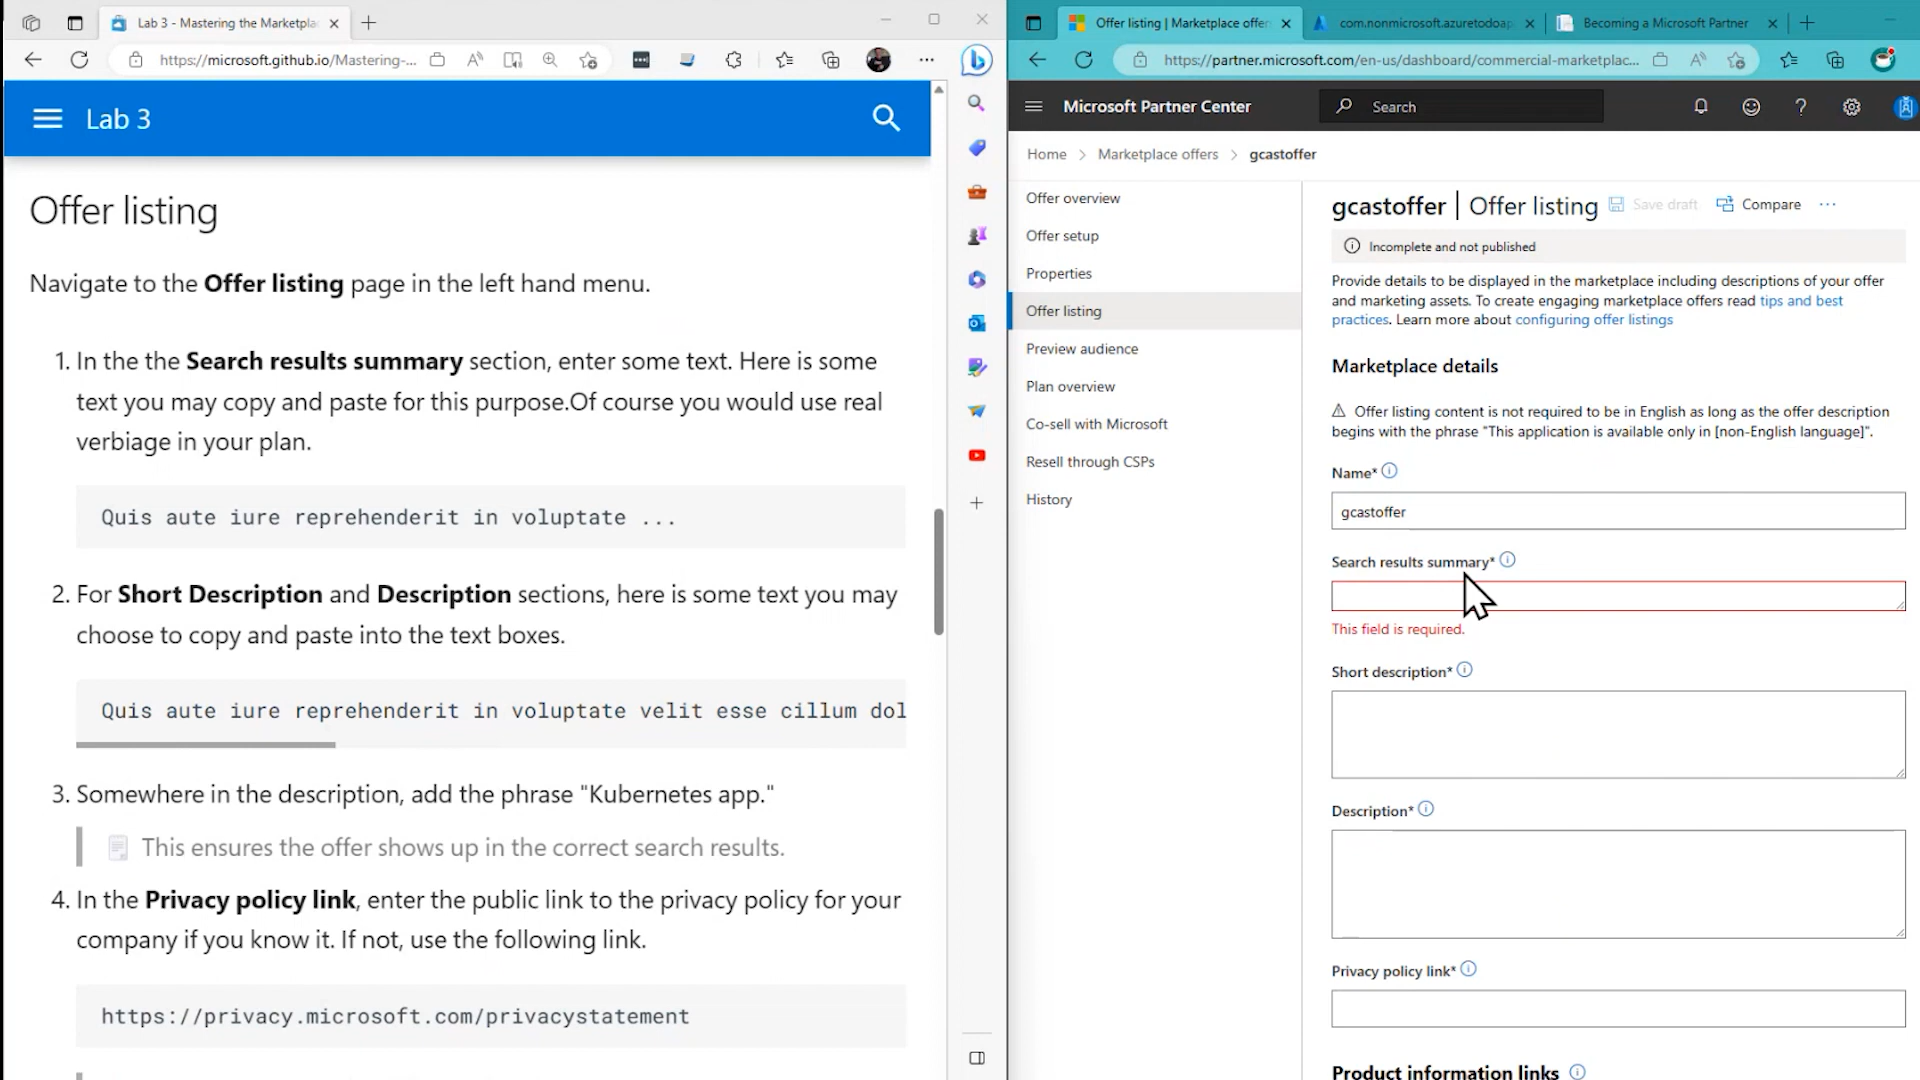 Lab 3 - Mastering the Marketpla
https://microsoft.github.io/Mastering-...
Lab 3
Offer listing
Navigate to the Offer listing page in the left hand menu.
1. In the the Search results summary section, enter some text. Here is some
text you may copy and paste for this purpose.Of course you would use real
verbiage in your plan.
Quis aute iure reprehenderit in voluptate ...
2. For Short Description and Description sections, here is some text you may
choose to copy and paste into the text boxes.
Quis aute iure reprehenderit in voluptate velit esse cillum dol
3. Somewhere in the description, add the phrase "Kubernetes app."
This ensures the offer shows up in the correct search results.
4. In the Privacy policy link, enter the public link to the privacy policy for your
company if you know it. If not, use the following link.
https://privacy.microsoft.com/privacystatement
Offer listing | Marketplace offer
com.nonmicrosoft.azuretodoap
Becoming a Microsoft Partner
https://partner.microsoft.com/en-us/dashboard/commercial-marketplac...
Microsoft Partner Center
Search
Home > Marketplace offers > gcastoffer
Offer overview
Offer setup
Properties
Offer listing
Preview audience
Plan overview
Co-sell with Microsoft
Resell through CSPs
History
gcastoffer | Offer listing
Save draft
Compare
...
Incomplete and not published
Provide details to be displayed in the marketplace including descriptions of your offer
and marketing assets. To create engaging marketplace offers read tips and best
practices. Learn more about configuring offer listings
Marketplace details
Offer listing content is not required to be in English as long as the offer description
begins with the phrase "This application is available only in [non-English language]".
Name*
gcastoffer
Search results summary*
This field is required.
Short description*
Description*
Privacy policy link*
Product information links